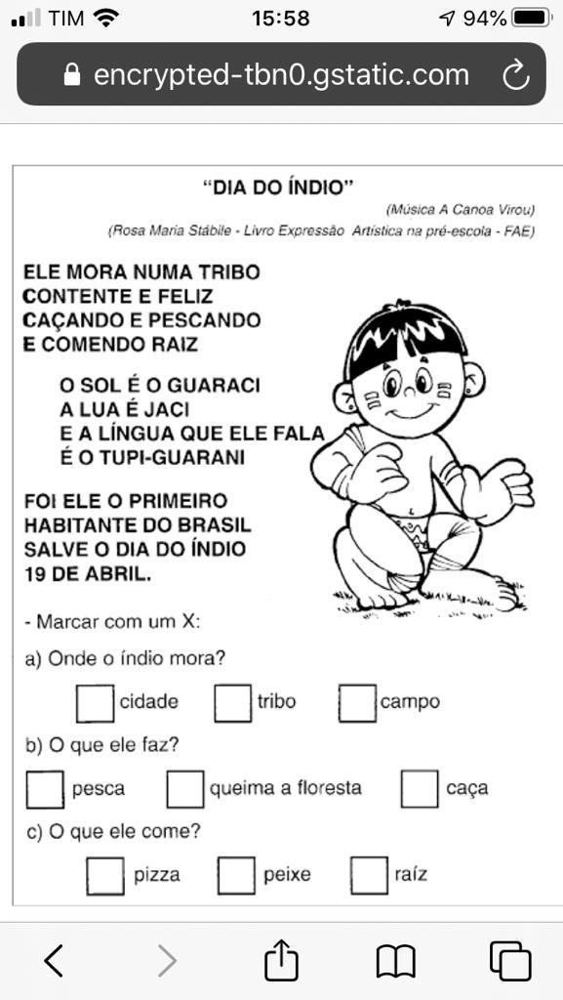 TIM 15:58 94%
encrypted-tbn0.gstatic.com
“DIA DO ÍNDIO”
(Música A Canoa Virou)
(Rosa Maria Stábile - Livro Expressão Artística na pré-escola - FAE)
ELE MORA NUMA TRIBO
CONTENTE E FELIZ
CAÇANDO E PESCANDO
E COMENDO RAIZ
O SOL É O GUARACI
A LUA É JACI
E A LÍNGUA QUE ELE FALA
É O TUPI-GUARANI
FOI ELE O PRIMEIRO
HABITANTE DO BRASIL
SALVE O DIA DO ÍNDIO
19 DE ABRIL.
- Marcar com um X:
a) Onde o índio mora?
cidade tribo campo
b) O que ele faz?
pesca queima a floresta caça
c) O que ele come?
pizza peixe raíz